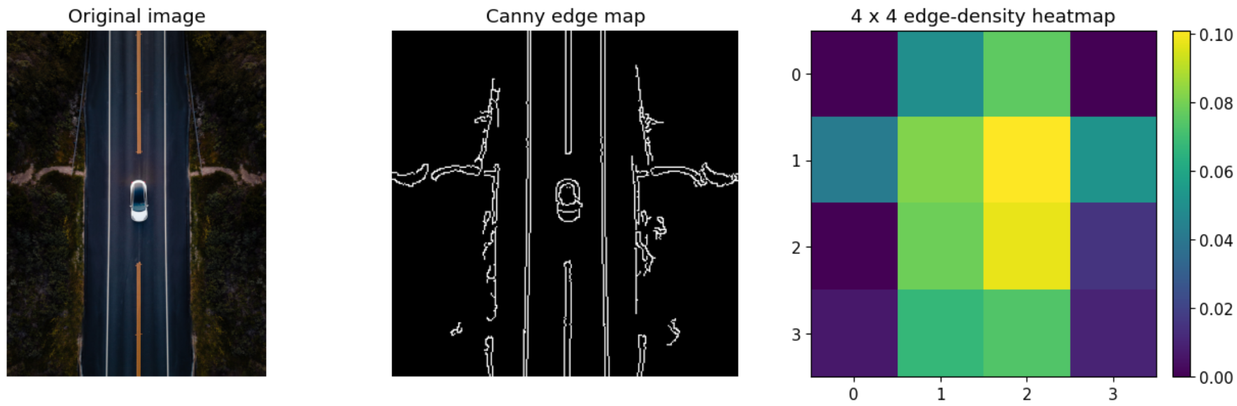 Original image
Canny edge map
4 x 4 edge-density heatmap
0
1
2
3
0 1 2 3
0.10
0.08
0.06
0.04
0.02
0.00